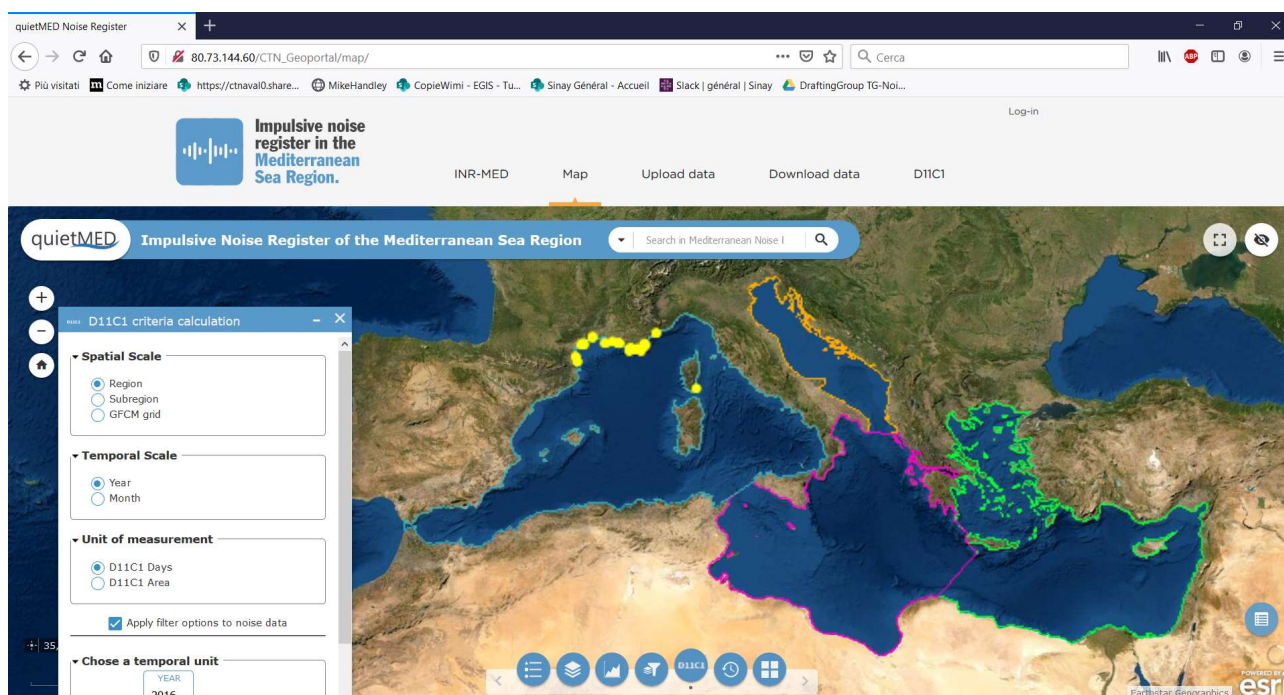 quietMED Noise Register
80.73.144.60/CTN_Geoportal/map/
Cerca
ABP
Più visitati
Come iniziare
https://ctnaval0.share...
MikeHandley
CopieWimi - EGIS - Tu...
Sinay Général - Accueil
Slack | général | Sinay
DraftingGroup TG-Noi...
Log-in
Impulsive noise
register in the
Mediterranean
Sea Region.
INR-MED
Map
Upload data
Download data
D11C1
quietMED
Impulsive Noise Register of the Mediterranean Sea Region
Search in Mediterranean Noise
D11C1 D11C1 criteria calculation
Spatial Scale
Region
Subregion
GFCM grid
Temporal Scale
Year
Month
Unit of measurement
D11C1 Days
D11C1 Area
Apply filter options to noise data
35,
Chose a temporal unit
YEAR
2016
D11C1
Earthstar Geographics
POWERED BY
esri